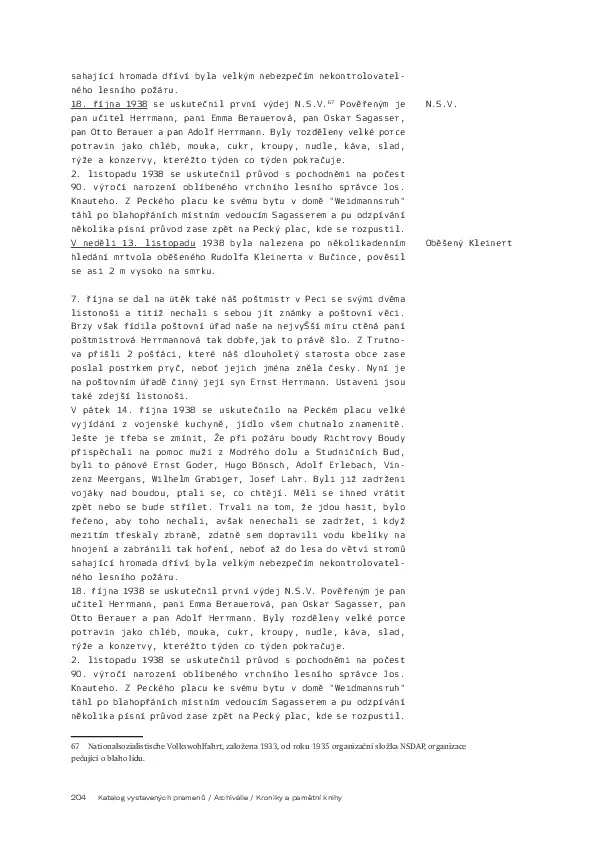 sahající hromada dříví byla velkým nebezpečím nekontrolovatel-
ného lesního požáru.
18. října 1938 se uskutečnil první výdej N.S.V.67 Pověřeným je N.S.V.
pan učitel Herrmann, pani Emma Berauerová, pan Oskar Sagasser,
pan Otto Berauer a pan Adolf Herrmann. Byly rozděleny velké porce
potravin jako chléb, mouka, cukr, kroupy, nudle, káva, slad,
rýže a konzervy, kteréžto týden co týden pokračuje.
2. listopadu 1938 se uskutečnil průvod s pochodněmi na počest
90. výročí narození oblíbeného vrchního lesního správce Jos.
Knauteho. Z Peckého placu ke svému bytu v domě "Weidmannsruh"
táhl po blahopřáních místním vedoucím Sagasserem a pu odzpívání
několika písní průvod zase zpět na Pecký plac, kde se rozpustil.
V neděli 13. listopadu 1938 byla nalezena po několikadenním Oběšený Kleinert
hledání mrtvola oběšeného Rudolfa Kleinerta v Bučince, pověsil
se asi 2 m vysoko na smrku.
7. října se dal na útěk také náš poštmistr v Peci se svými dvěma
listonoši a titíž nechali s sebou jít známky a poštovní věci.
Brzy však řídila poštovní úřad naše na nejvyŠší míru ctěná paní
poštmistrová Herrmannová tak dobře,jak to právě šlo. Z Trutno-
va přišli 2 pošťáci, které náš dlouholetý starosta obce zase
poslal postrkem pryč, neboť jejich jména zněla česky. Nyní je
na poštovním úřadě činný její syn Ernst Herrmann. Ustaveni jsou
také zdejší listonoši.
V pátek 14. října 1938 se uskutečnilo na Peckém placu velké
vyjídání z vojenské kuchyně, jídlo všem chutnalo znamenitě.
Ješte je třeba se zmínit, Že při požáru boudy Richtrovy Boudy
přispěchali na pomoc muži z Modrého dolu a Studničních Bud,
byli to pánové Ernst Goder, Hugo Bönsch, Adolf Erlebach, Vin-
zenz Meergans, Wilhelm Grabiger, Josef Lahr. Byli již zadrženi
vojáky nad boudou, ptali se, co chtějí. Měli se ihned vrátit
zpět nebo se bude střílet. Trvali na tom, že jdou hasit, bylo
řečeno, aby toho nechali, avšak nenechali se zadržet, i když
mezitím třeskaly zbraně, zdatně sem dopravili vodu kbelíky na
hnojení a zabránili tak hoření, neboť až do lesa do větvi stromů
sahající hromada dříví byla velkým nebezpečím nekontrolovatel-
ného lesního požáru.
18. října 1938 se uskutečnil první výdej N.S.V. Pověřeným je pan
učitel Herrmann, pani Emma Berauerová, pan Oskar Sagasser, pan
Otto Berauer a pan Adolf Herrmann. Byly rozděleny velké porce
potravin jako chléb, mouka, cukr, kroupy, nudle, káva, slad,
rýže a konzervy, kteréžto týden co týden pokračuje.
2. listopadu 1938 se uskutečnil průvod s pochodněmi na počest
90. výročí narození oblíbeného vrchního lesního správce Jos.
Knauteho. Z Peckého placu ke svému bytu v domě "Weidmannsruh"
táhl po blahopřáních místním vedoucím Sagasserem a pu odzpívání
několika písní průvod zase zpět na Pecký plac, kde se rozpustil.
67 Nationalsozialistische Volkswohlfahrt, založena 1933, od roku 1935 organizační složka NSDAP, organizace
pečující o blaho lidu.
204 Katalog vystavených pramenů / Archiválie / Kroniky a pamětní knihy